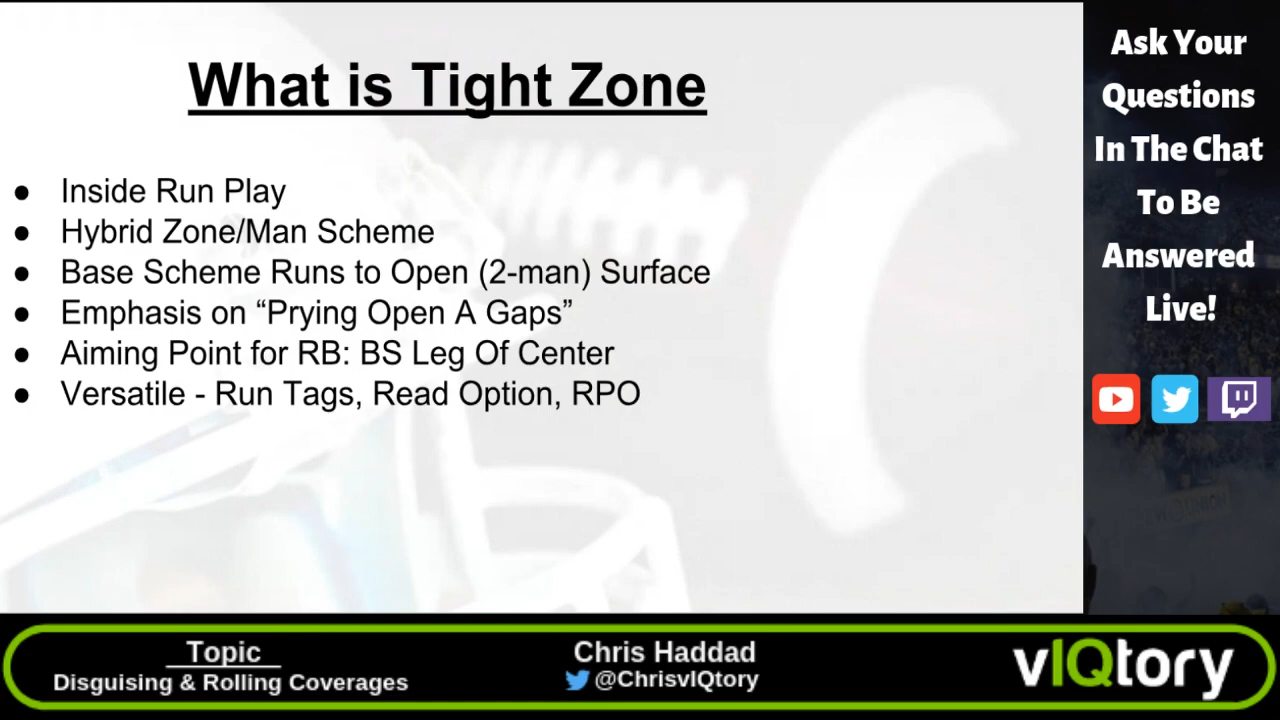 What is Tight Zone
● Inside Run Play
● Hybrid Zone/Man Scheme
● Base Scheme Runs to Open (2-man) Surface
● Emphasis on “Prying Open A Gaps”
● Aiming Point for RB: BS Leg Of Center
● Versatile - Run Tags, Read Option, RPO
Ask Your
Questions
In The Chat
To Be
Answered
Live!
Topic
Disguising & Rolling Coverages
Chris Haddad
@ChrisvIQtory
vIQtory